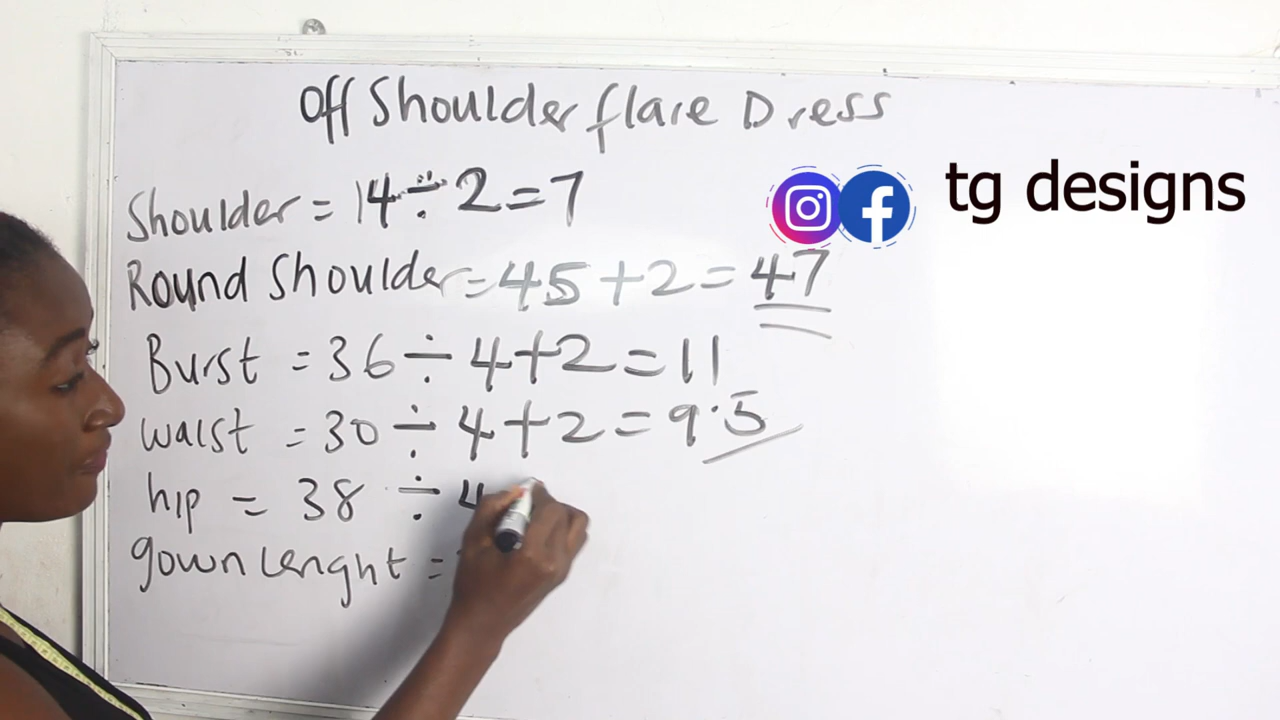 Off Shoulder flare Dress
tg designs
Shoulder = 14 ÷ 2 = 7
Round Shoulder = 45 + 2 = 47
Burst = 36 ÷ 4 + 2 = 11
waist = 30 ÷ 4 + 2 = 9.5
hip = 38 ÷ 4
gown lenght =